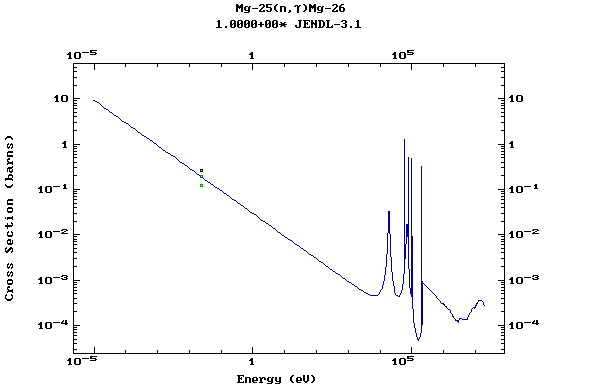 Mg-25(n,γ)Mg-26
1.0000+00* JENDL-3.1
10⁻⁵ 1 10⁵
10 10
1 1
10⁻¹ 10⁻¹
10⁻² 10⁻²
10⁻³ 10⁻³
10⁻⁴ 10⁻⁴
10⁻⁵ 1 10⁵
Cross Section (barns)
Energy (eV)